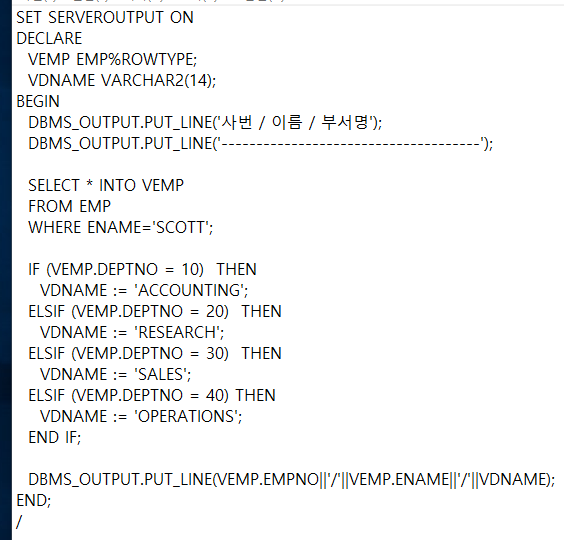 SET SERVEROUTPUT ON
DECLARE
  VEMP EMP%ROWTYPE;
  VDNAME VARCHAR2(14);
BEGIN
  DBMS_OUTPUT.PUT_LINE('사번 / 이름 / 부서명');
  DBMS_OUTPUT.PUT_LINE('-------------------------------------');

  SELECT * INTO VEMP
  FROM EMP
  WHERE ENAME='SCOTT';

  IF (VEMP.DEPTNO = 10)  THEN
    VDNAME := 'ACCOUNTING';
  ELSIF (VEMP.DEPTNO = 20)  THEN
    VDNAME := 'RESEARCH';
  ELSIF (VEMP.DEPTNO = 30)  THEN
    VDNAME := 'SALES';
  ELSIF (VEMP.DEPTNO = 40) THEN
    VDNAME := 'OPERATIONS';
  END IF;

  DBMS_OUTPUT.PUT_LINE(VEMP.EMPNO||'/'||VEMP.ENAME||'/'||VDNAME);
END;
/